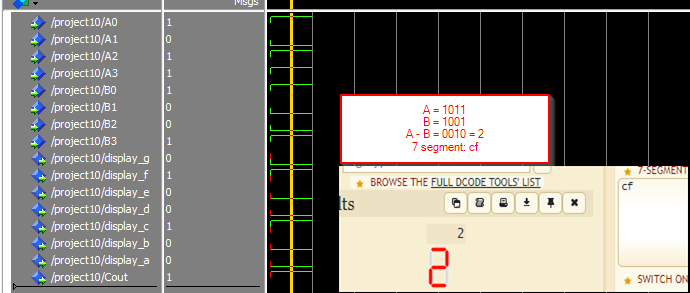 Msgs
/project10/A0 1
/project10/A1 0
/project10/A2 1
/project10/A3 1
/project10/B0 1
/project10/B1 0
/project10/B2 0
/project10/B3 1
/project10/display_g 0
/project10/display_f 1
/project10/display_e 0
/project10/display_d 0
/project10/display_c 1
/project10/display_b 0
/project10/display_a 0
/project10/Cout 1
A = 1011
B = 1001
A - B = 0010 = 2
7 segment: cf
BROWSE THE FULL DCODE TOOLS' LIST
lts
2
2
7-SEGMENT
cf
SWITCH ON